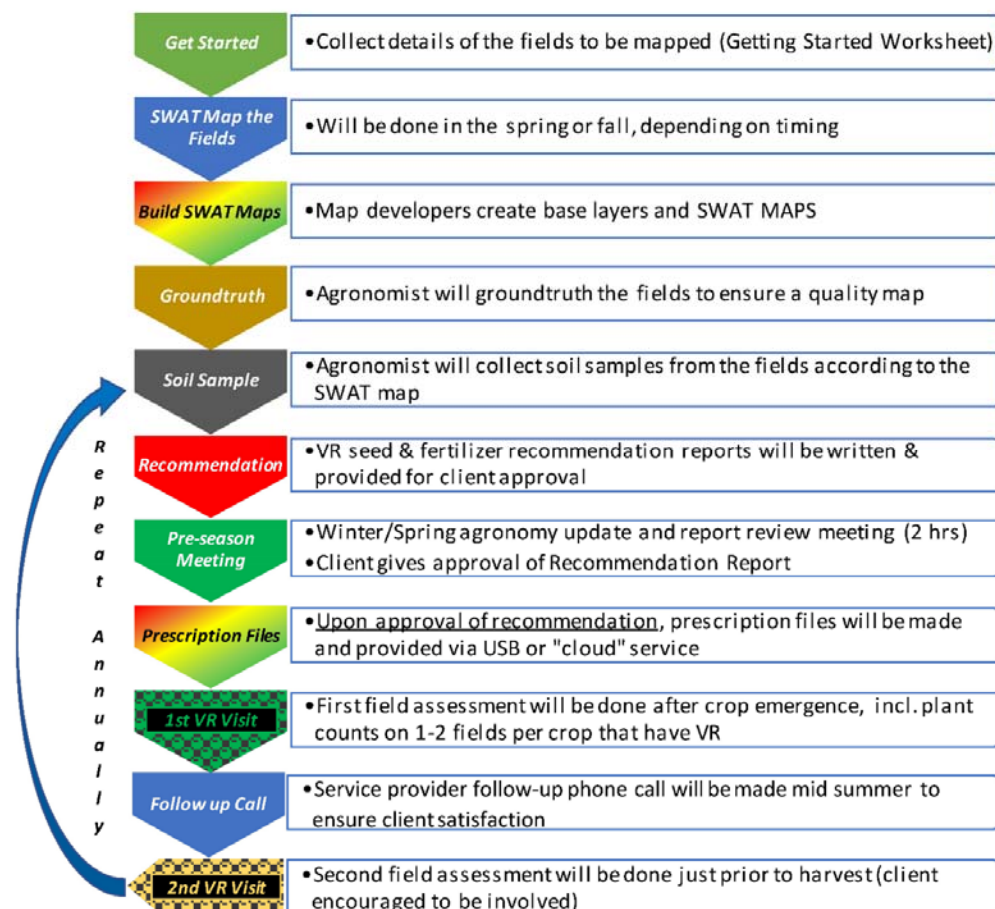 Get Started
•Collect details of the fields to be mapped (Getting Started Worksheet)
SWAT Map the
Fields
•Will be done in the spring or fall, depending on timing
Build SWAT Maps
•Map developers create base layers and SWAT MAPS
Groundtruth
•Agronomist will groundtruth the fields to ensure a quality map
Soil Sample
•Agronomist will collect soil samples from the fields according to the
SWAT map
Recommendation
•VR seed & fertilizer recommendation reports will be written &
provided for client approval
Pre-season
Meeting
•Winter/Spring agronomy update and report review meeting (2 hrs)
•Client gives approval of Recommendation Report
Prescription Files
•Upon approval of recommendation, prescription files will be made
and provided via USB or "cloud" service
1st VR Visit
•First field assessment will be done after crop emergence, incl. plant
counts on 1-2 fields per crop that have VR
Follow up Call
•Service provider follow-up phone call will be made mid summer to
ensure client satisfaction
2nd VR Visit
•Second field assessment will be done just prior to harvest (client
encouraged to be involved)
Repeat Annually